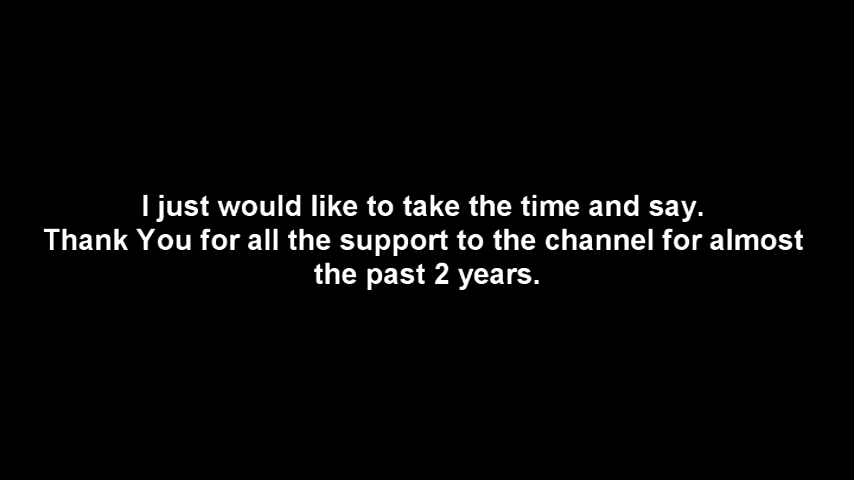 I just would like to take the time and say.
Thank You for all the support to the channel for almost
the past 2 years.